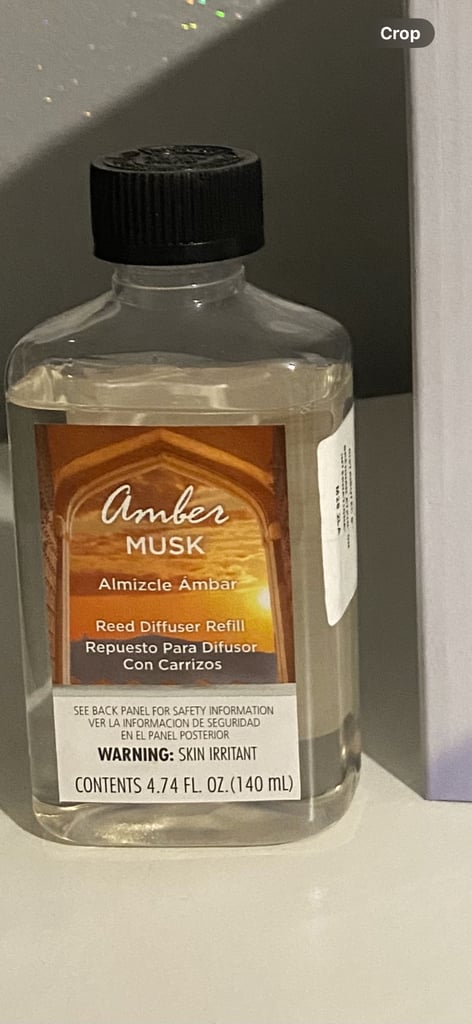 Crop
Amber
MUSK
Almizcle Ámbar
Reed Diffuser Refill
Repuesto Para Difusor
Con Carrizos
SEE BACK PANEL FOR SAFETY INFORMATION
VER LA INFORMACION DE SEGURIDAD
EN EL PANEL POSTERIOR
WARNING: SKIN IRRITANT
CONTENTS 4.74 FL. OZ.(140 mL)